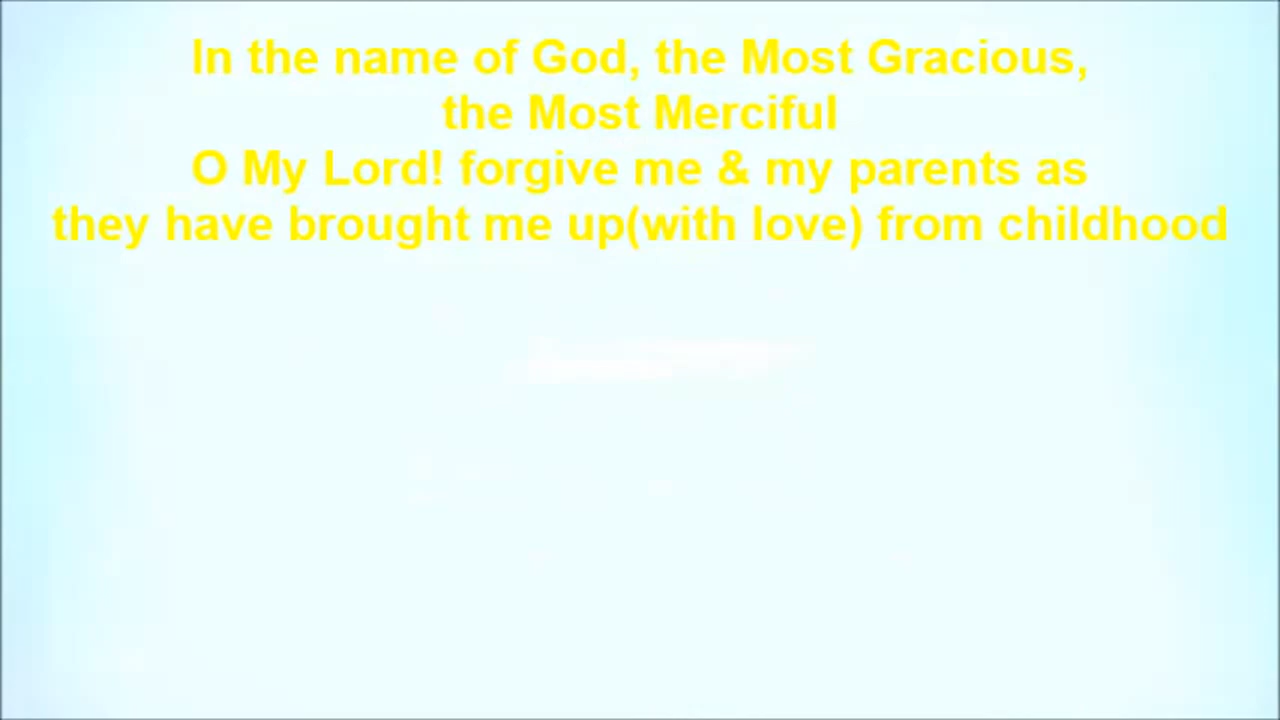 In the name of God, the Most Gracious,
the Most Merciful
O My Lord! forgive me & my parents as
they have brought me up(with love) from childhood